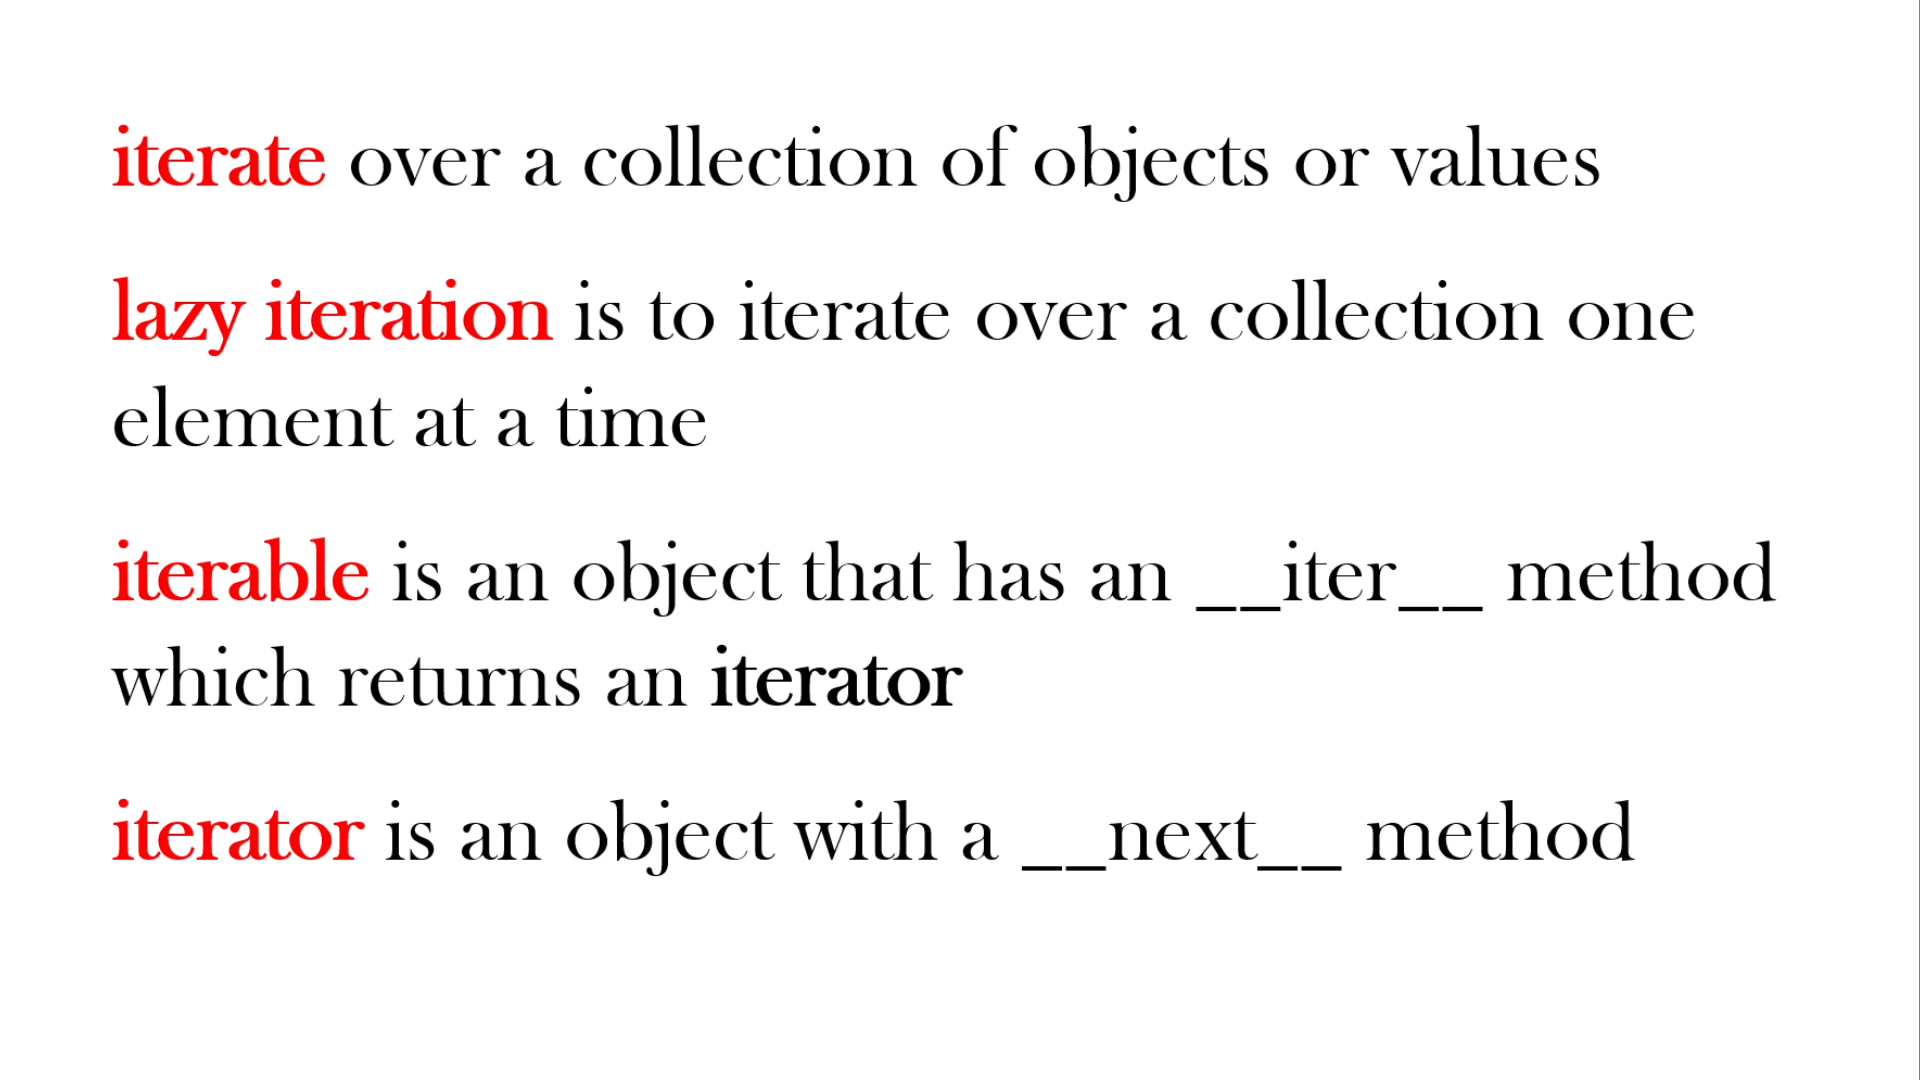 iterate over a collection of objects or values
lazy iteration is to iterate over a collection one
element at a time
iterable is an object that has an __iter__ method
which returns an iterator
iterator is an object with a __next__ method